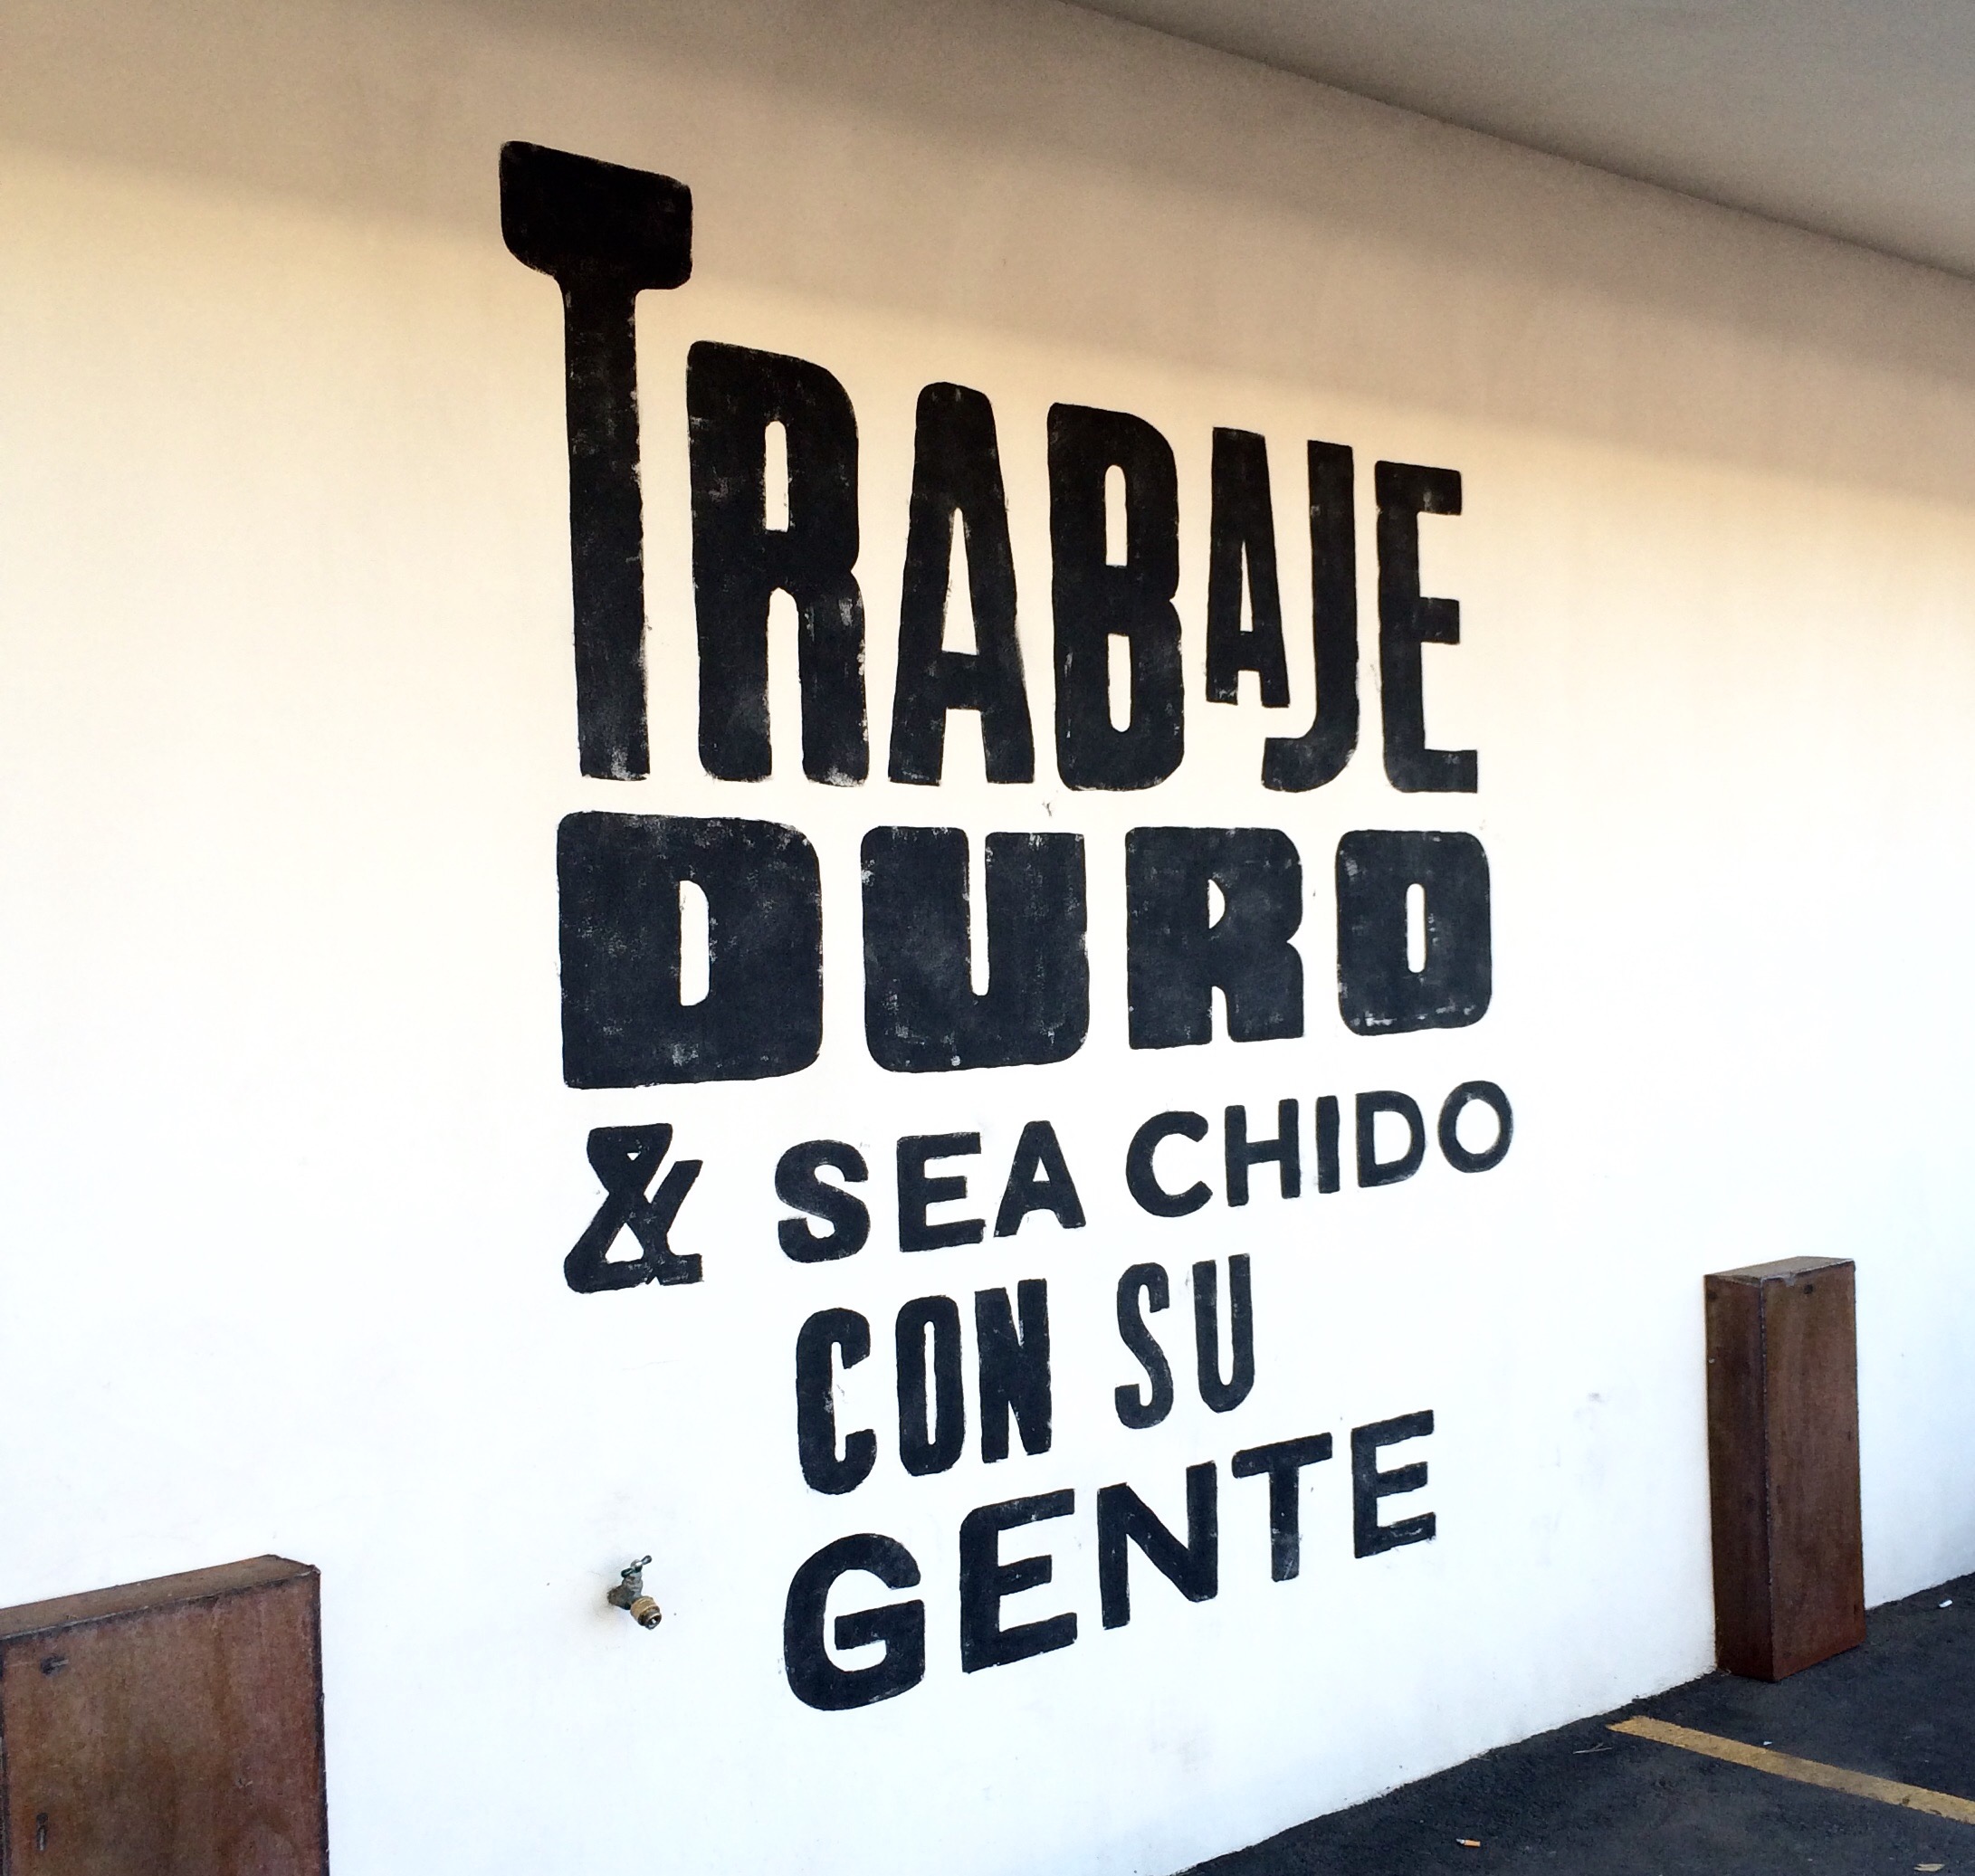 TRABAJE
DURO
& SEA CHIDO
CON SU
GENTE